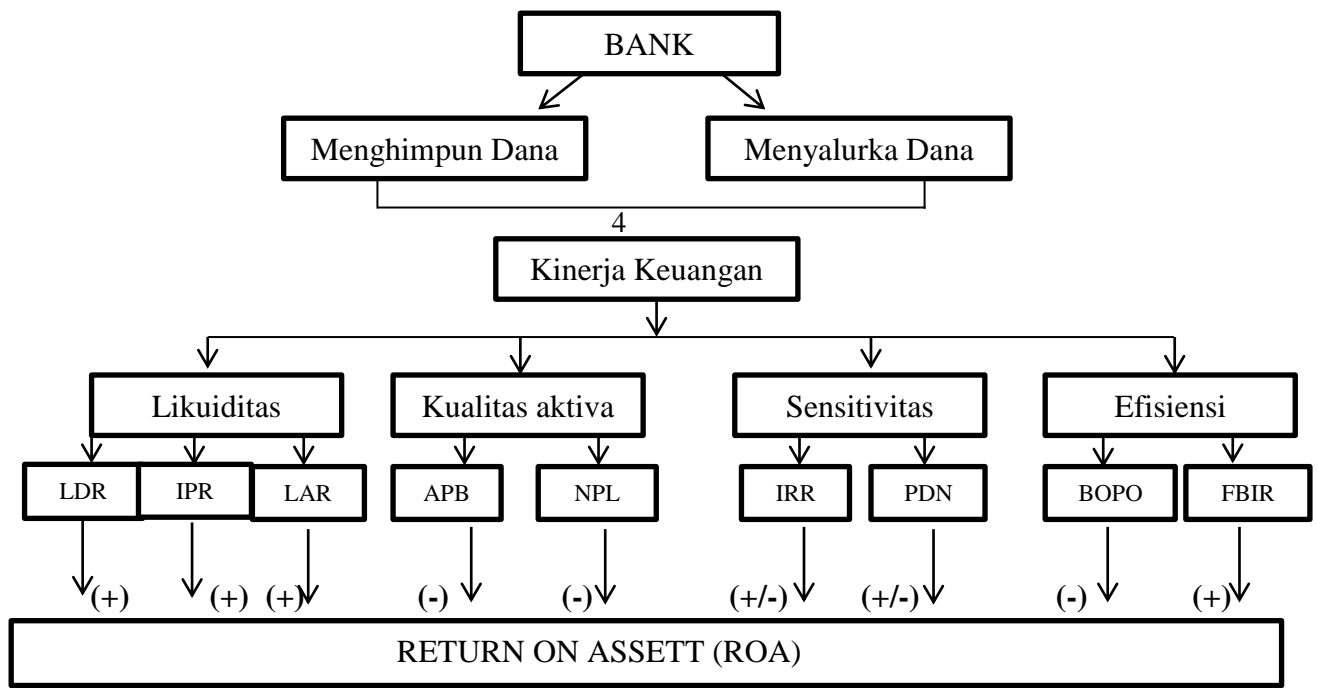 BANK
Menghimpun Dana
Menyalurka Dana
4
Kinerja Keuangan
Likuiditas
Kualitas aktiva
Sensitivitas
Efisiensi
LDR
IPR
LAR
APB
NPL
IRR
PDN
BOPO
FBIR
(+)
(+)
(+)
(-)
(-)
(+/-)
(+/-)
(-)
(+)
RETURN ON ASSETT (ROA)